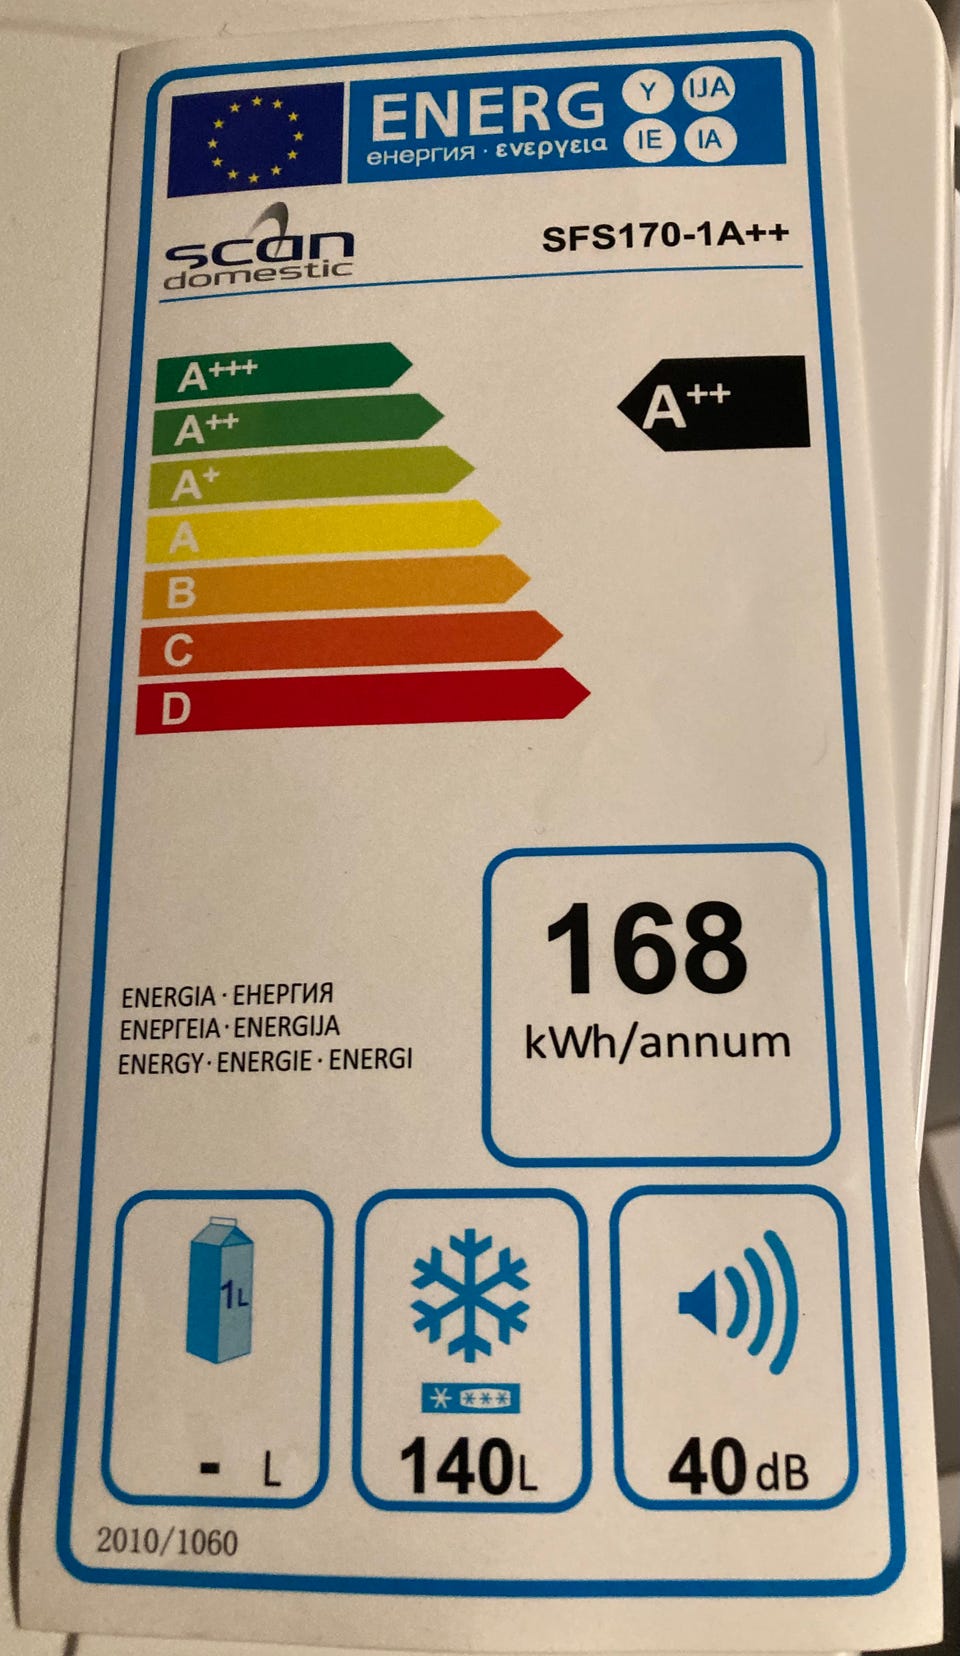 ENERG Y IJA
енергия · ενεργεια IE IA
scan
domestic
SFS170-1A++
A+++
A++
A++
A+
A
B
C
D
168
kWh/annum
ENERGIA · ЕНЕРГИЯ
ΕΝΕΡΓΕΙΑ · ENERGIJA
ENERGY · ENERGIE · ENERGI
1L
- L
140L
40dB
2010/1060